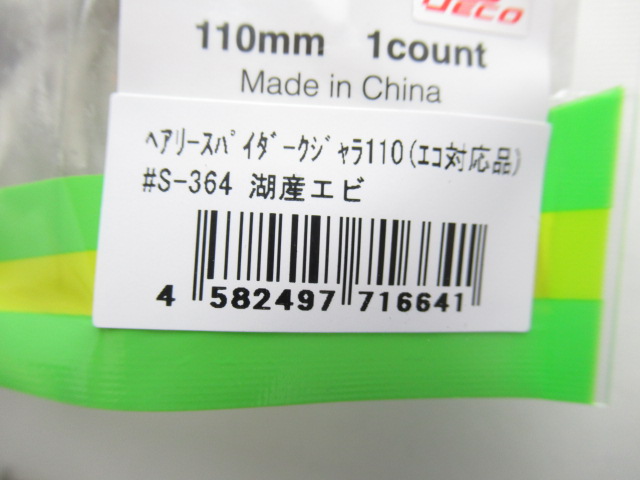 JECO
110mm 1count
Made in China
ﾍｱﾘｰｽﾊﾟｲﾀﾞｰｸｼﾞｬﾗ110(ｴｺ対応品)
#S-364 湖産エビ
4 582497 716641